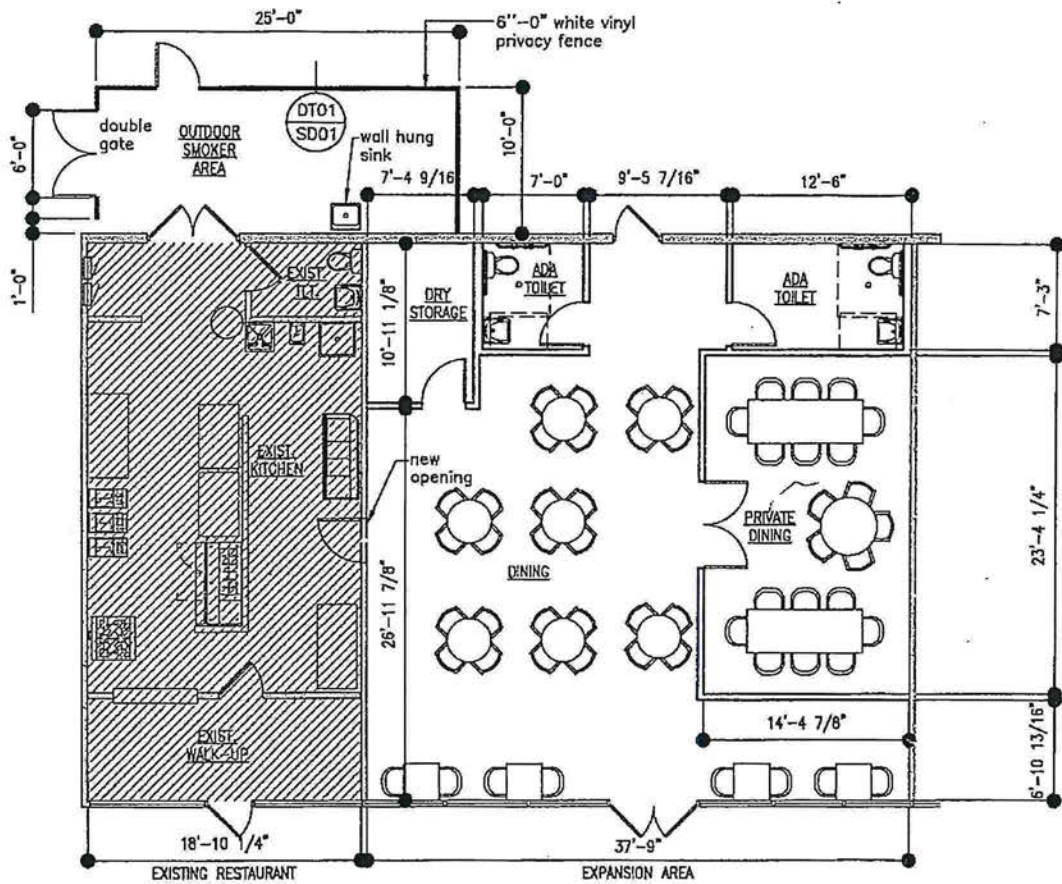 25'-0"
6''-0" white vinyl
privacy fence
6'-0"
double
gate
OUTDOOR
SMOKER
AREA
DT01
SD01
wall hung
sink
10'-0"
7'-4 9/16"
7'-0"
9'-5 7/16"
12'-6"
1'-0"
EXIST.
TLT.
DRY
STORAGE
10'-11 1/8"
ADA
TOILET
ADA
TOILET
7'-3"
EXIST.
KITCHEN
new
opening
26'-11 7/8"
DINING
PRIVATE
DINING
23'-4 1/4"
EXIST.
WALK-UP
14'-4 7/8"
6'-10 13/16"
18'-10 1/4"
37'-9"
EXISTING RESTAURANT
EXPANSION AREA